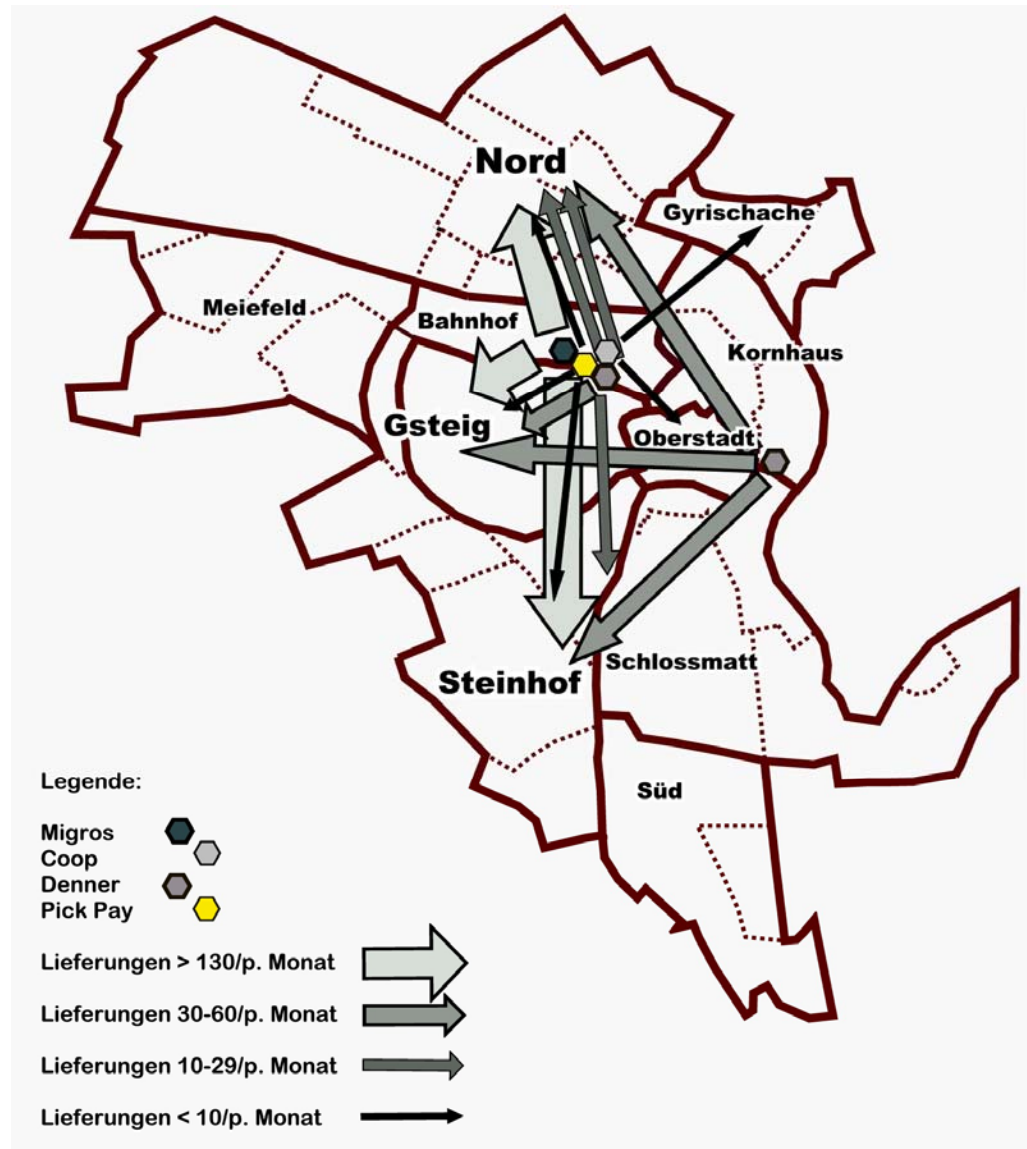 Nord
Gyrischache
Meiefeld
Bahnhof
Kornhaus
Gsteig
Oberstadt
Steinhof
Schlossmatt
Süd
Legende:
Migros
Coop
Denner
Pick Pay
Lieferungen > 130/p. Monat
Lieferungen 30-60/p. Monat
Lieferungen 10-29/p. Monat
Lieferungen < 10/p. Monat